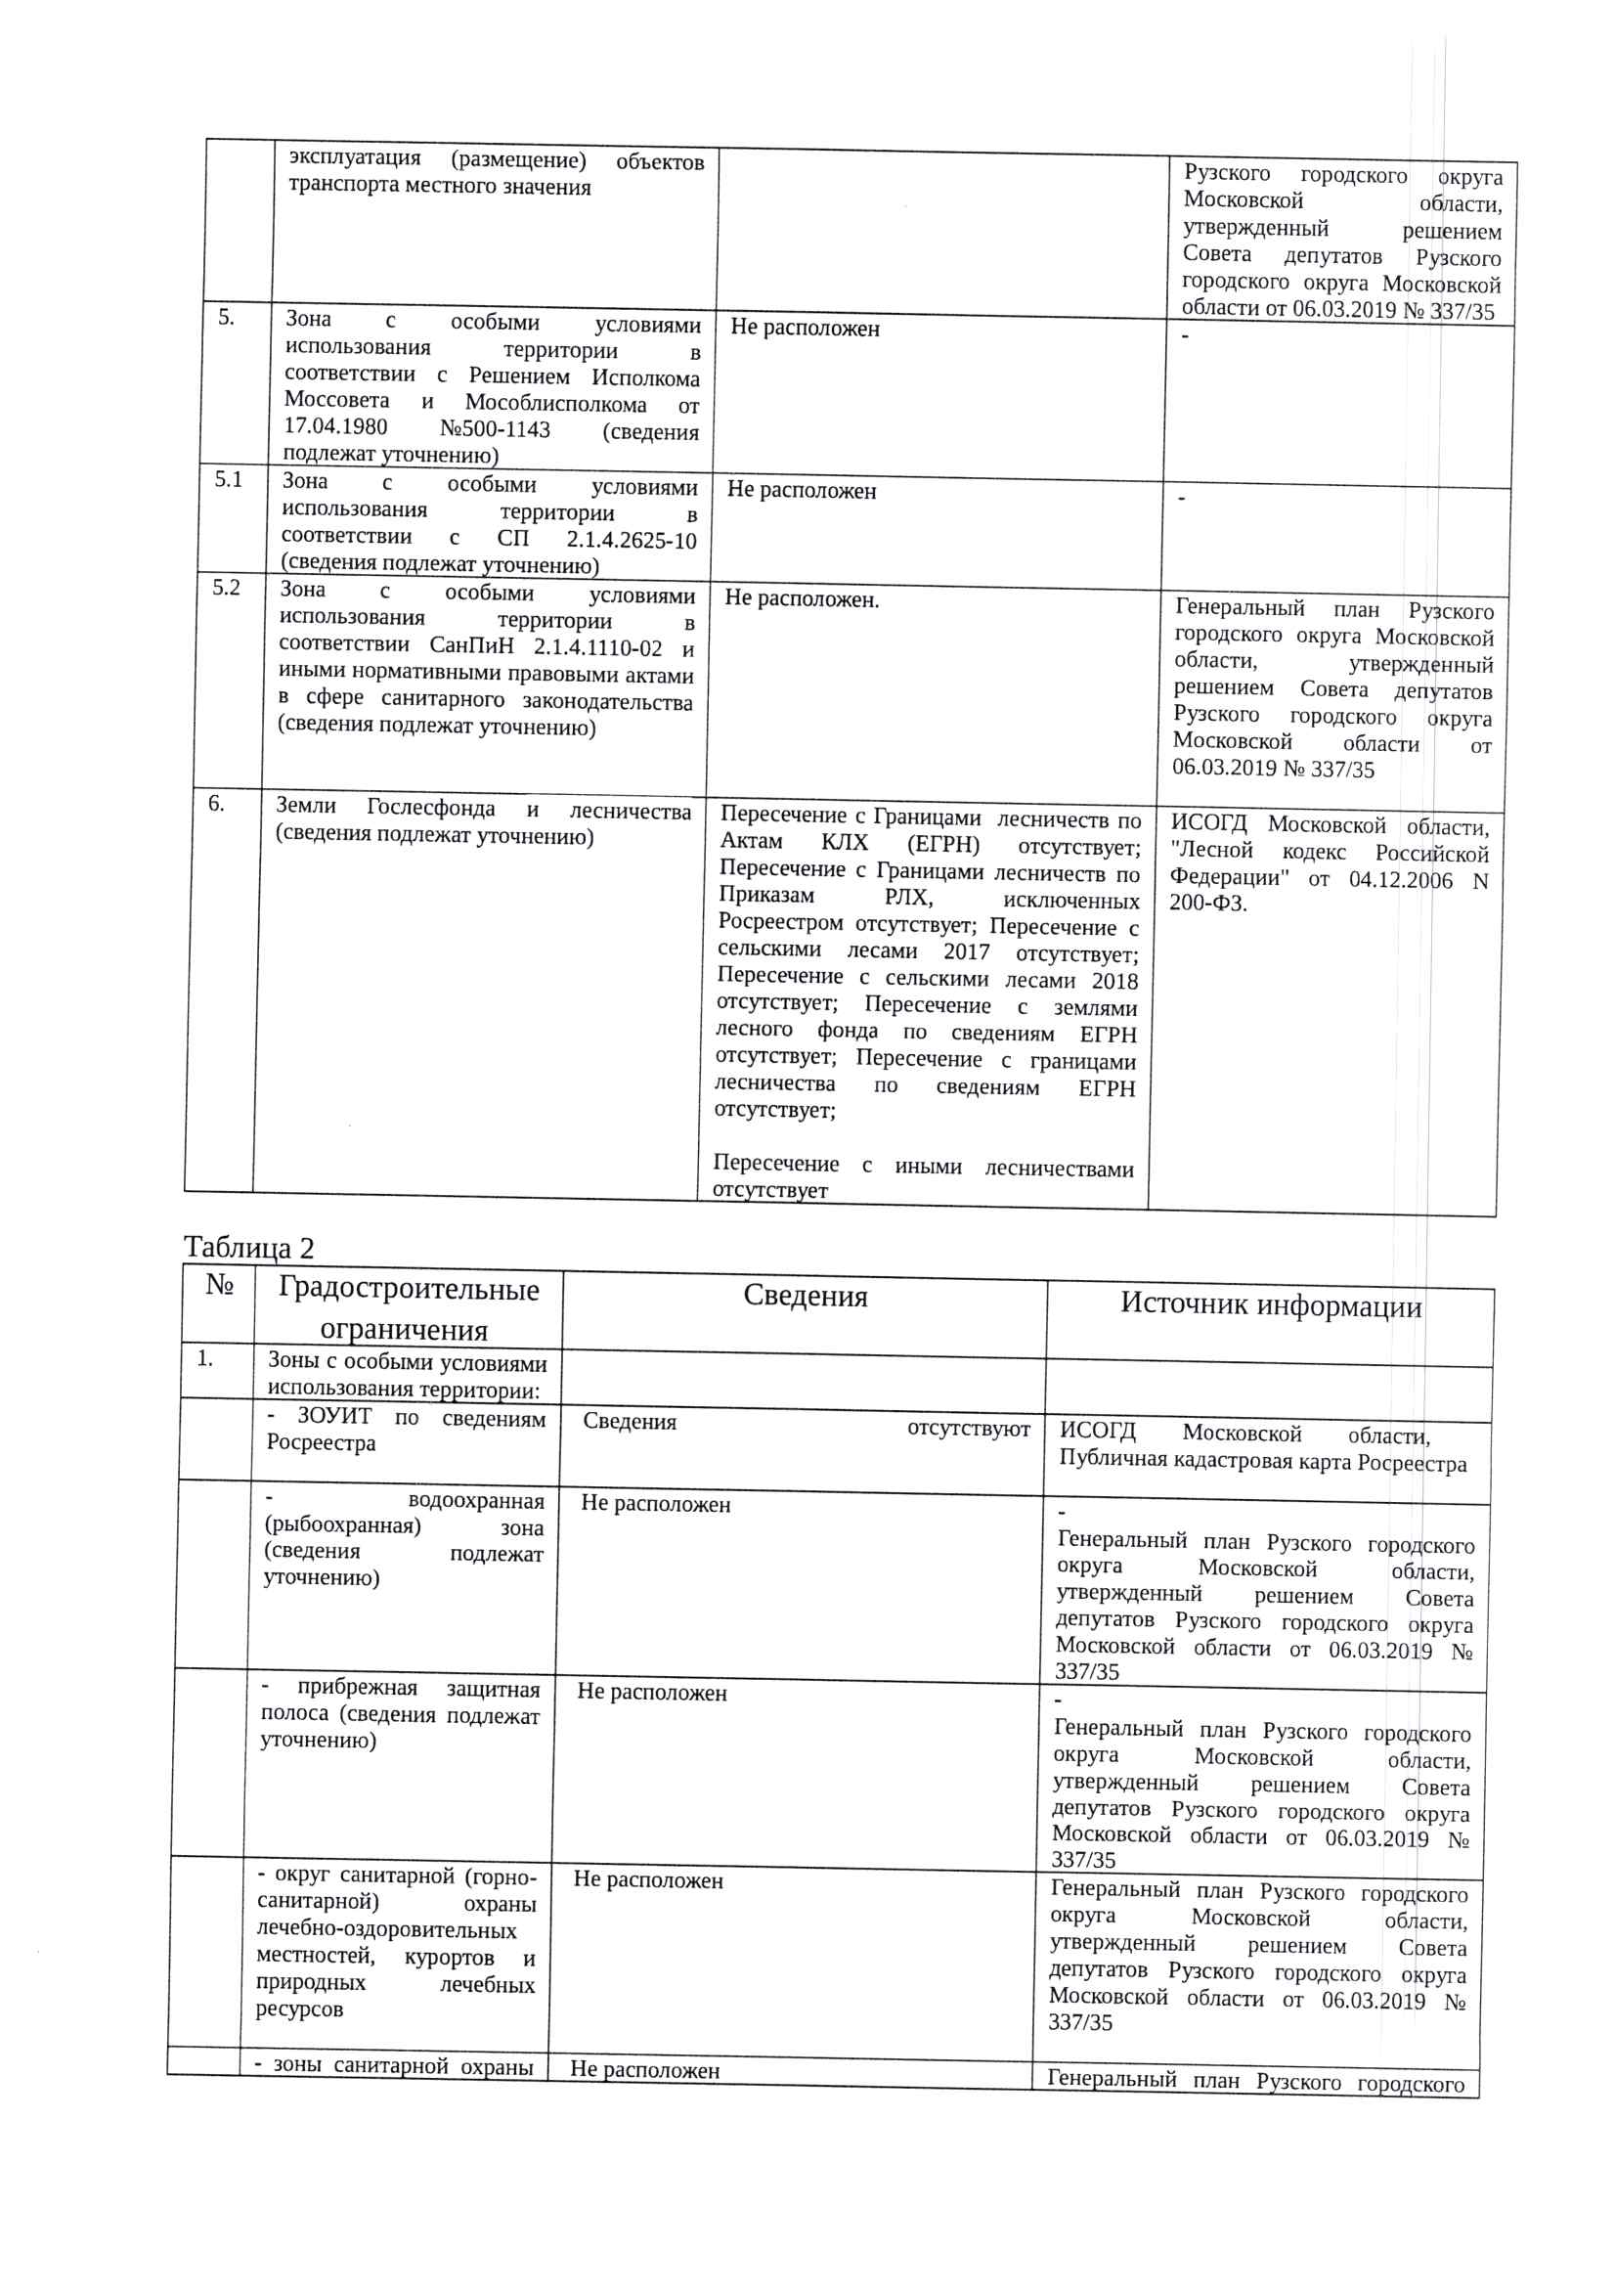 эксплуатация (размещение) объектов
транспорта местного значения
Рузского городского округа
Московской области,
утвержденный решением
Совета депутатов Рузского
городского округа Московской
области от 06.03.2019 № 337/35
5.
Зона с особыми условиями
использования территории в
соответствии с Решением Исполкома
Моссовета и Мособлисполкома от
17.04.1980 №500-1143 (сведения
подлежат уточнению)
Не расположен
-
5.1
Зона с особыми условиями
использования территории в
соответствии с СП 2.1.4.2625-10
(сведения подлежат уточнению)
Не расположен
-
5.2
Зона с особыми условиями
использования территории в
соответствии СанПиН 2.1.4.1110-02 и
иными нормативными правовыми актами
в сфере санитарного законодательства
(сведения подлежат уточнению)
Не расположен.
Генеральный план Рузского
городского округа Московской
области, утвержденный
решением Совета депутатов
Рузского городского округа
Московской области от
06.03.2019 № 337/35
6.
Земли Гослесфонда и лесничества
(сведения подлежат уточнению)
Пересечение с Границами лесничеств по
Актам КЛХ (ЕГРН) отсутствует;
Пересечение с Границами лесничеств по
Приказам РЛХ, исключенных
Росреестром отсутствует; Пересечение с
сельскими лесами 2017 отсутствует;
Пересечение с сельскими лесами 2018
отсутствует; Пересечение с землями
лесного фонда по сведениям ЕГРН
отсутствует; Пересечение с границами
лесничества по сведениям ЕГРН
отсутствует;
Пересечение с иными лесничествами
отсутствует
ИСОГД Московской области,
"Лесной кодекс Российской
Федерации" от 04.12.2006 N
200-ФЗ.
Таблица 2
№
Градостроительные
ограничения
Сведения
Источник информации
1.
Зоны с особыми условиями
использования территории:
- ЗОУИТ по сведениям
Росреестра
Сведения отсутствуют
ИСОГД Московской области,
Публичная кадастровая карта Росреестра
- водоохранная
(рыбоохранная) зона
(сведения подлежат
уточнению)
Не расположен
-
Генеральный план Рузского городского
округа Московской области,
утвержденный решением Совета
депутатов Рузского городского округа
Московской области от 06.03.2019 №
337/35
- прибрежная защитная
полоса (сведения подлежат
уточнению)
Не расположен
-
Генеральный план Рузского городского
округа Московской области,
утвержденный решением Совета
депутатов Рузского городского округа
Московской области от 06.03.2019 №
337/35
- округ санитарной (горно-
санитарной) охраны
лечебно-оздоровительных
местностей, курортов и
природных лечебных
ресурсов
Не расположен
Генеральный план Рузского городского
округа Московской области,
утвержденный решением Совета
депутатов Рузского городского округа
Московской области от 06.03.2019 №
337/35
- зоны санитарной охраны
Не расположен
Генеральный план Рузского городского